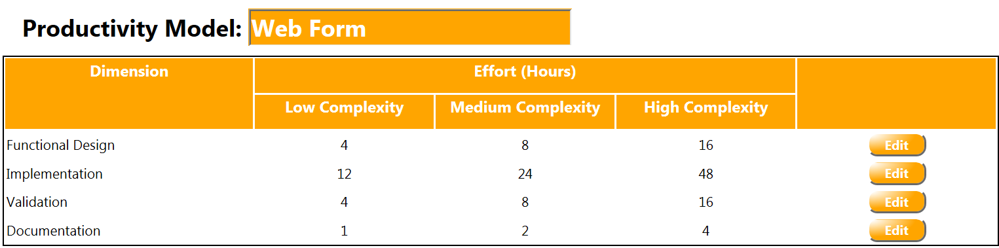 Productivity Model: Web Form
Dimension Effort (Hours)
Low Complexity Medium Complexity High Complexity
Functional Design 4 8 16 Edit
Implementation 12 24 48 Edit
Validation 4 8 16 Edit
Documentation 1 2 4 Edit